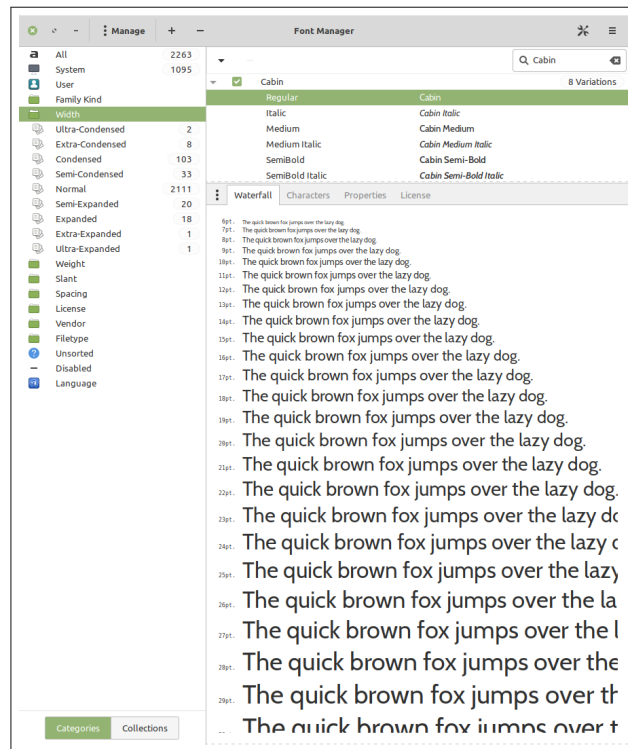 Manage + − Font Manager
All 2263
System 1095
User
Family Kind
Width
Ultra-Condensed 2
Extra-Condensed 8
Condensed 103
Semi-Condensed 33
Normal 2111
Semi-Expanded 20
Expanded 18
Extra-Expanded 1
Ultra-Expanded 1
Weight
Slant
Spacing
License
Vendor
Filetype
Unsorted
Disabled
Language
Categories Collections
Cabin
Cabin 8 Variations
Regular Cabin
Italic Cabin Italic
Medium Cabin Medium
Medium Italic Cabin Medium Italic
SemiBold Cabin Semi-Bold
SemiBold Italic Cabin Semi-Bold Italic
Waterfall Characters Properties License
6pt. The quick brown fox jumps over the lazy dog.
7pt. The quick brown fox jumps over the lazy dog.
8pt. The quick brown fox jumps over the lazy dog.
9pt. The quick brown fox jumps over the lazy dog.
10pt. The quick brown fox jumps over the lazy dog.
11pt. The quick brown fox jumps over the lazy dog.
12pt. The quick brown fox jumps over the lazy dog.
13pt. The quick brown fox jumps over the lazy dog.
14pt. The quick brown fox jumps over the lazy dog.
15pt. The quick brown fox jumps over the lazy dog.
16pt. The quick brown fox jumps over the lazy dog.
17pt. The quick brown fox jumps over the lazy dog.
18pt. The quick brown fox jumps over the lazy dog.
19pt. The quick brown fox jumps over the lazy dog.
20pt. The quick brown fox jumps over the lazy dog.
21pt. The quick brown fox jumps over the lazy dog.
22pt. The quick brown fox jumps over the lazy dog.
23pt. The quick brown fox jumps over the lazy do
24pt. The quick brown fox jumps over the lazy
25pt. The quick brown fox jumps over the lazy
26pt. The quick brown fox jumps over the la
27pt. The quick brown fox jumps over the l
28pt. The quick brown fox jumps over the
29pt. The quick brown fox jumps over th
The quick brown fox jumps over t